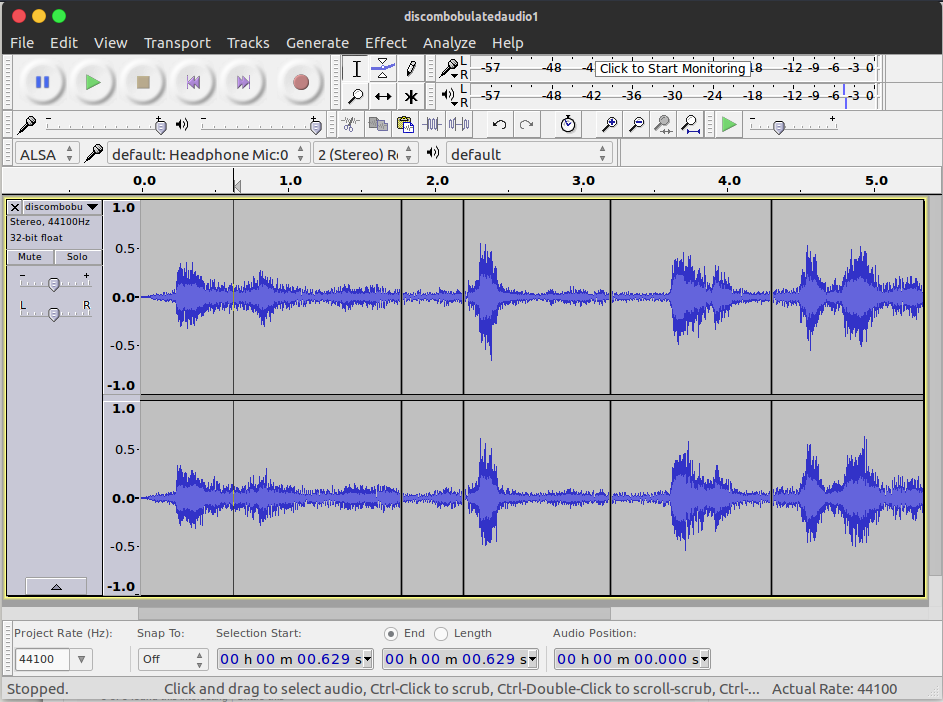 discombobulatedaudio1
File Edit View Transport Tracks Generate Effect Analyze Help
L R -57 -48 -4 Click to Start Monitoring 18 -12 -9 -6 -3 0
L R -57 -48 -42 -36 -30 -24 -18 -12 -9 -6 -3 0
- + - + - +
ALSA default: Headphone Mic:0 2 (Stereo) R default
0.0 1.0 2.0 3.0 4.0 5.0
X discombobu 1.0
Stereo, 44100Hz
32-bit float
0.5
Mute Solo
- +
0.0
L R
-0.5
-1.0
1.0
0.5
0.0
-0.5
-1.0
Project Rate (Hz): Snap To: Selection Start: End Length Audio Position:
44100 Off 00 h 00 m 00.629 s 00 h 00 m 00.629 s 00 h 00 m 00.000 s
Stopped. Click and drag to select audio, Ctrl-Click to scrub, Ctrl-Double-Click to scroll-scrub, Ctrl-... Actual Rate: 44100